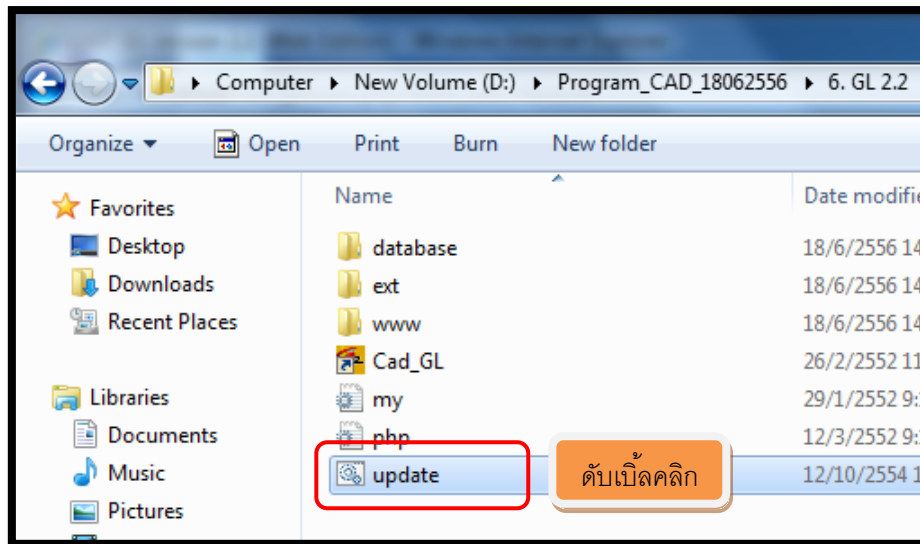 Computer New Volume (D:) Program_CAD_18062556 6. GL 2.2
Organize Open Print Burn New folder
Name Date modifie
Favorites
Desktop
Downloads
Recent Places
Libraries
Documents
Music
Pictures
database 18/6/2556 14
ext 18/6/2556 14
www 18/6/2556 14
Cad_GL 26/2/2552 11
my 29/1/2552 9:
php 12/3/2552 9:
update ดับเบิ้ลคลิก 12/10/2554 1